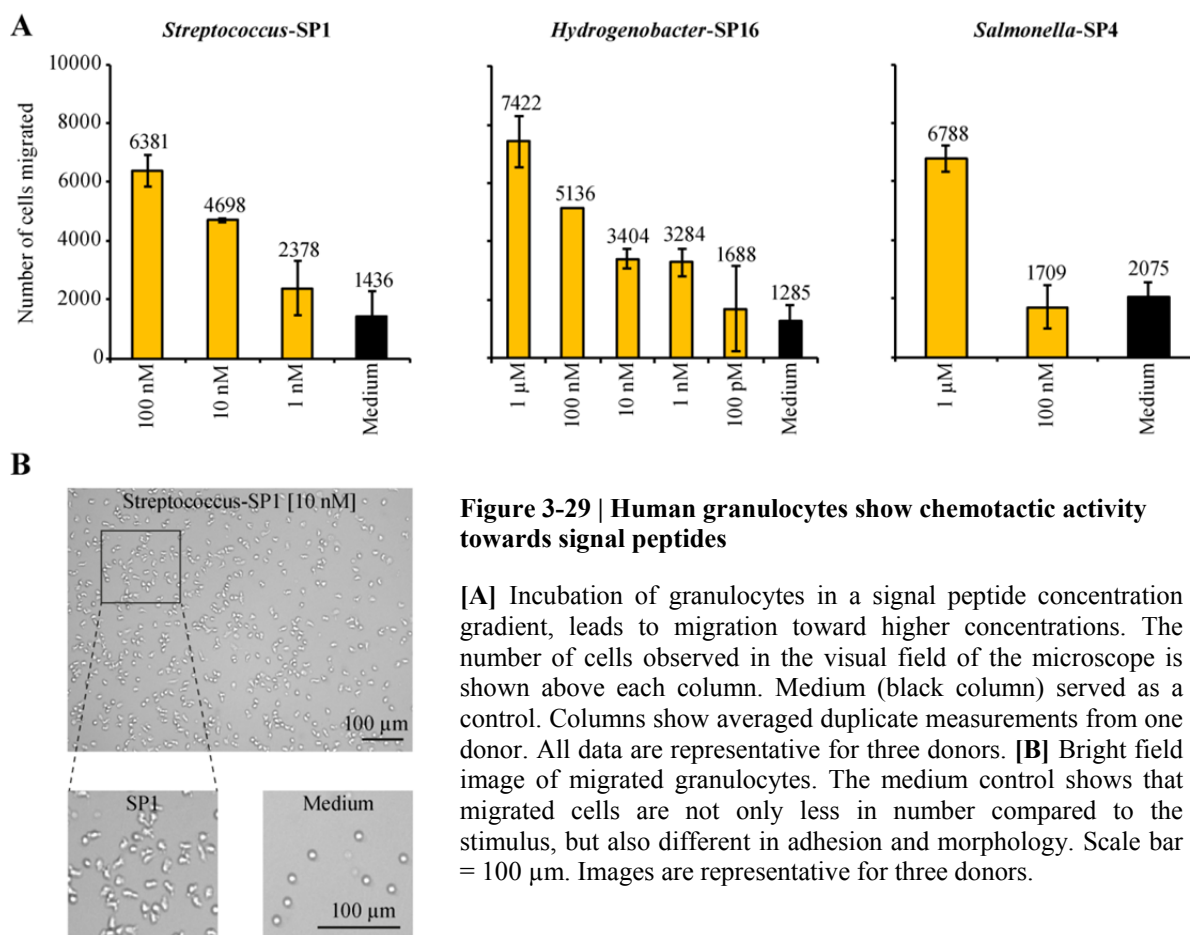 A
Streptococcus-SP1
Hydrogenobacter-SP16
Salmonella-SP4
Number of cells migrated
10000
8000
6000
4000
2000
0
6381
4698
2378
1436
100 nM
10 nM
1 nM
Medium
7422
5136
3404
3284
1688
1285
1 µM
100 nM
10 nM
1 nM
100 pM
Medium
6788
1709
2075
1 µM
100 nM
Medium
B
Streptococcus-SP1 [10 nM]
100 µm
SP1
Medium
100 µm
Figure 3-29 | Human granulocytes show chemotactic activity
towards signal peptides
[A] Incubation of granulocytes in a signal peptide concentration
gradient, leads to migration toward higher concentrations. The
number of cells observed in the visual field of the microscope is
shown above each column. Medium (black column) served as a
control. Columns show averaged duplicate measurements from one
donor. All data are representative for three donors. [B] Bright field
image of migrated granulocytes. The medium control shows that
migrated cells are not only less in number compared to the
stimulus, but also different in adhesion and morphology. Scale bar
= 100 µm. Images are representative for three donors.